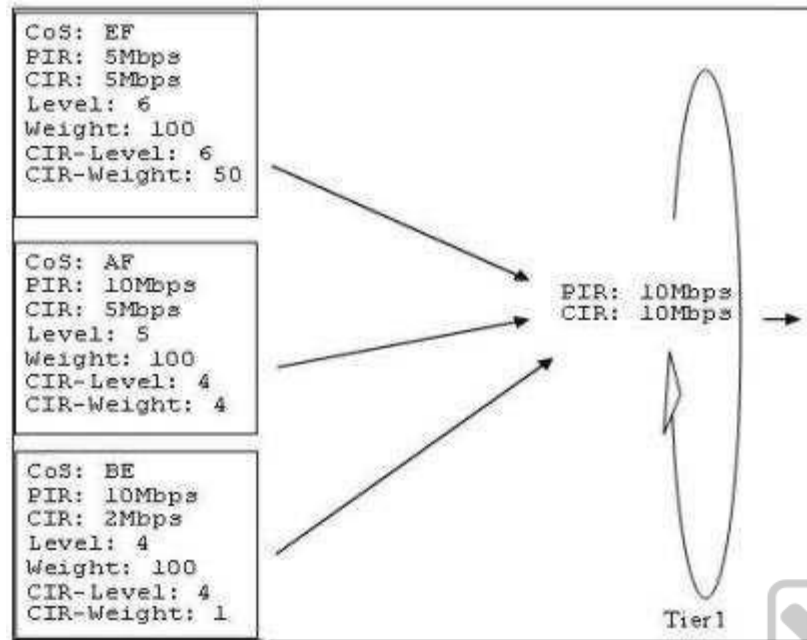 CoS: EF
PIR: 5Mbps
CIR: 5Mbps
Level: 6
Weight: 100
CIR-Level: 6
CIR-Weight: 50
CoS: AF
PIR: 10Mbps
CIR: 5Mbps
Level: 5
Weight: 100
CIR-Level: 4
CIR-Weight: 4
CoS: BE
PIR: 10Mbps
CIR: 2Mbps
Level: 4
Weight: 100
CIR-Level: 4
CIR-Weight: 1
PIR: 10Mbps
CIR: 10Mbps
Tier1